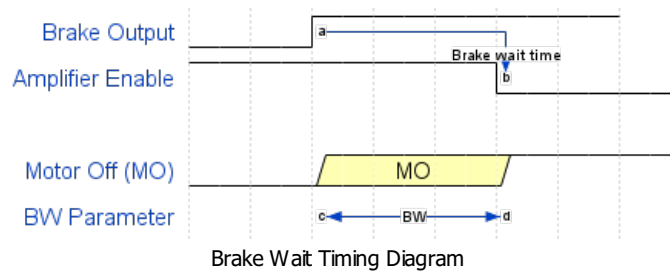 Brake Output
a
Brake wait time
Amplifier Enable
b
Motor Off (MO)
MO
BW Parameter
c
BW
d
Brake Wait Timing Diagram